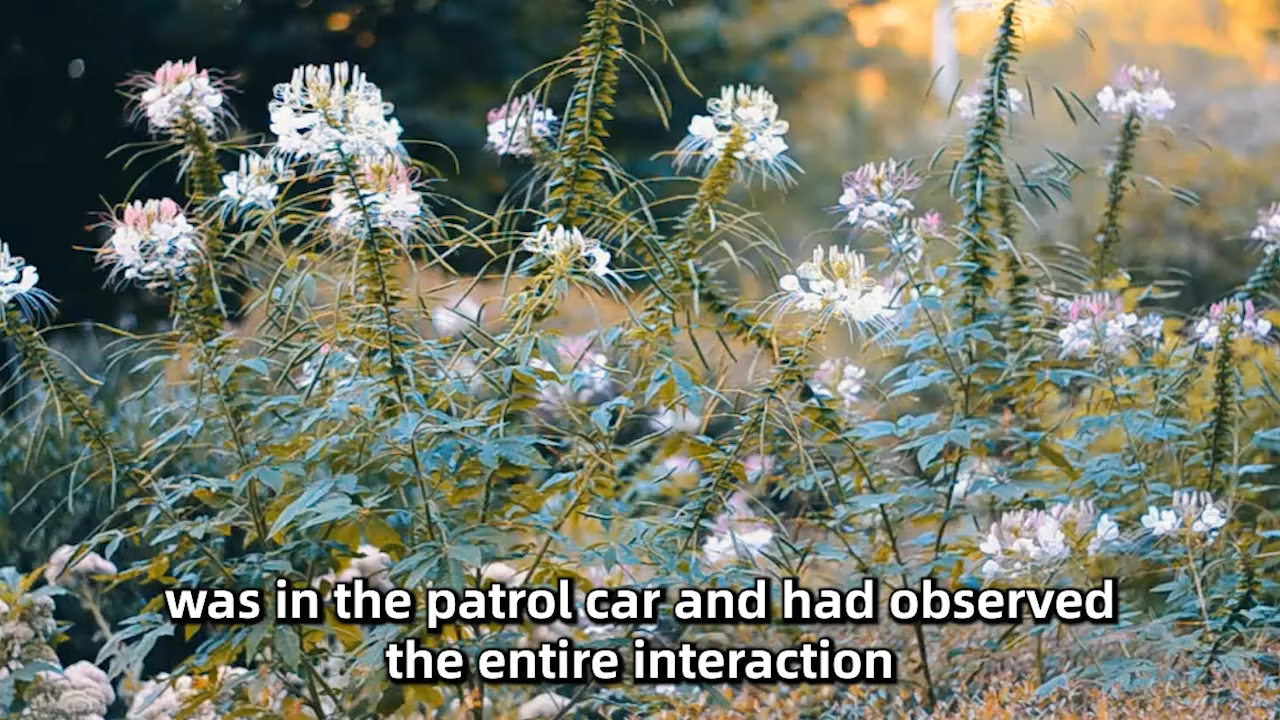 was in the patrol car and had observed
the entire interaction